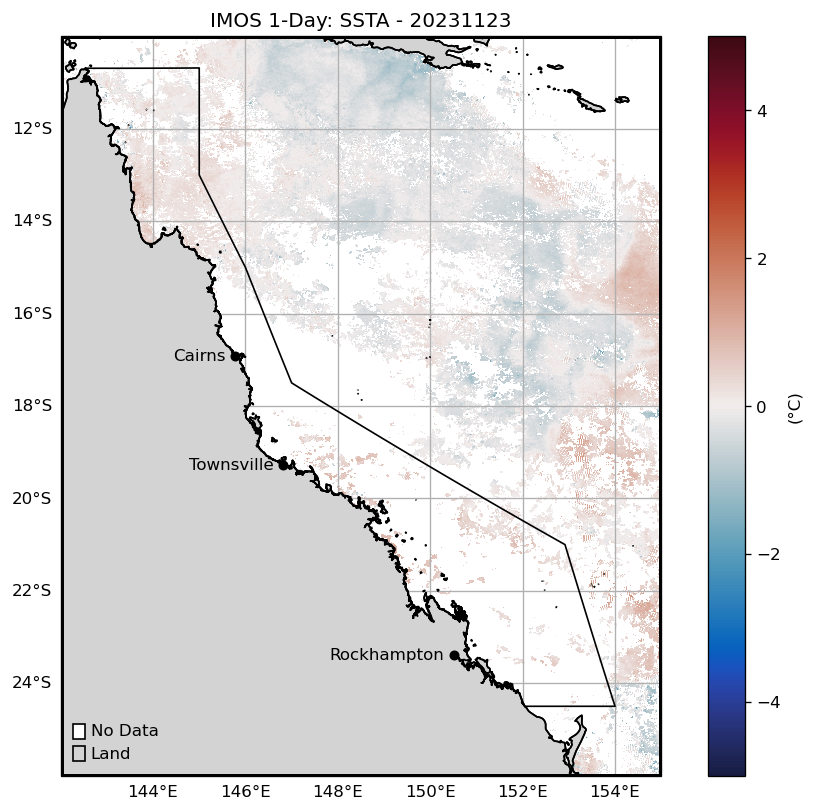 IMOS 1-Day: SSTA - 20231123
12°S
14°S
16°S
18°S
20°S
22°S
24°S
Cairns
Townsville
Rockhampton
No Data
Land
144°E 146°E 148°E 150°E 152°E 154°E
4
2
0
−2
−4
(°C)